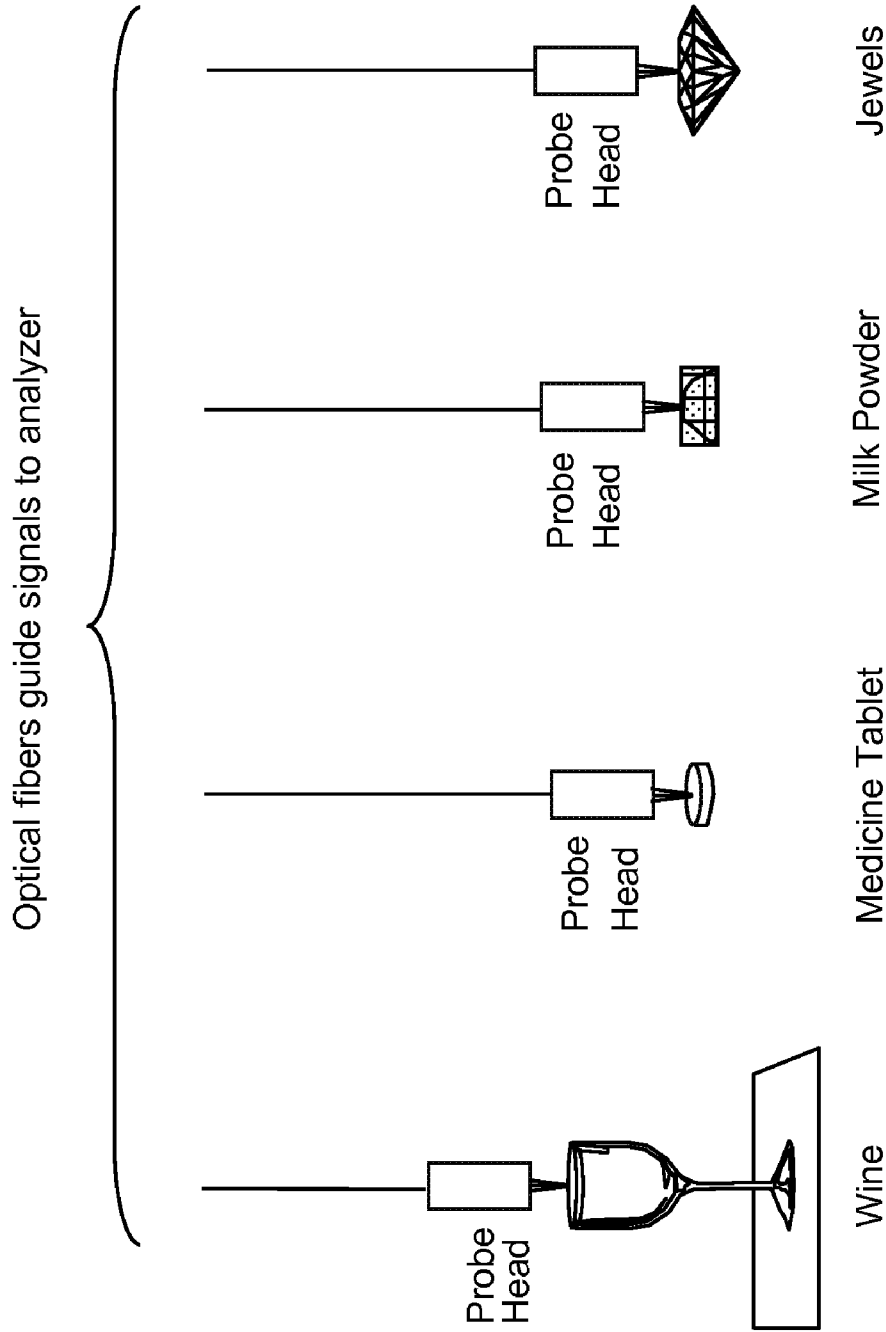 Optical fibers guide signals to analyzer
Probe
Head
Probe
Head
Probe
Head
Probe
Head
Wine
Medicine Tablet
Milk Powder
Jewels